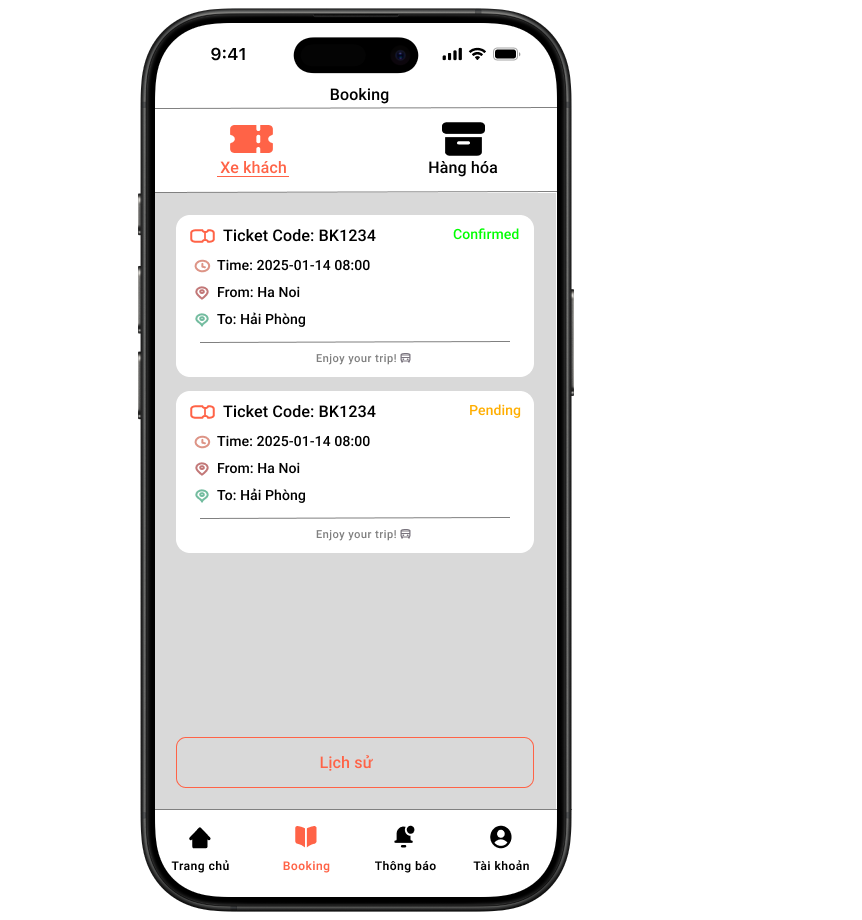 9:41
Booking
Xe khách
Hàng hóa
Ticket Code: BK1234
Confirmed
Time: 2025-01-14 08:00
From: Ha Noi
To: Hải Phòng
Enjoy your trip!
Ticket Code: BK1234
Pending
Time: 2025-01-14 08:00
From: Ha Noi
To: Hải Phòng
Enjoy your trip!
Lịch sử
Trang chủ
Booking
Thông báo
Tài khoản